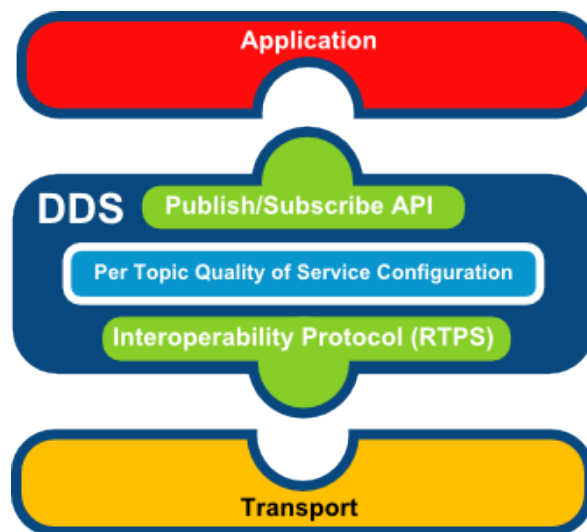 Application
DDS
Publish/Subscribe API
Per Topic Quality of Service Configuration
Interoperability Protocol (RTPS)
Transport